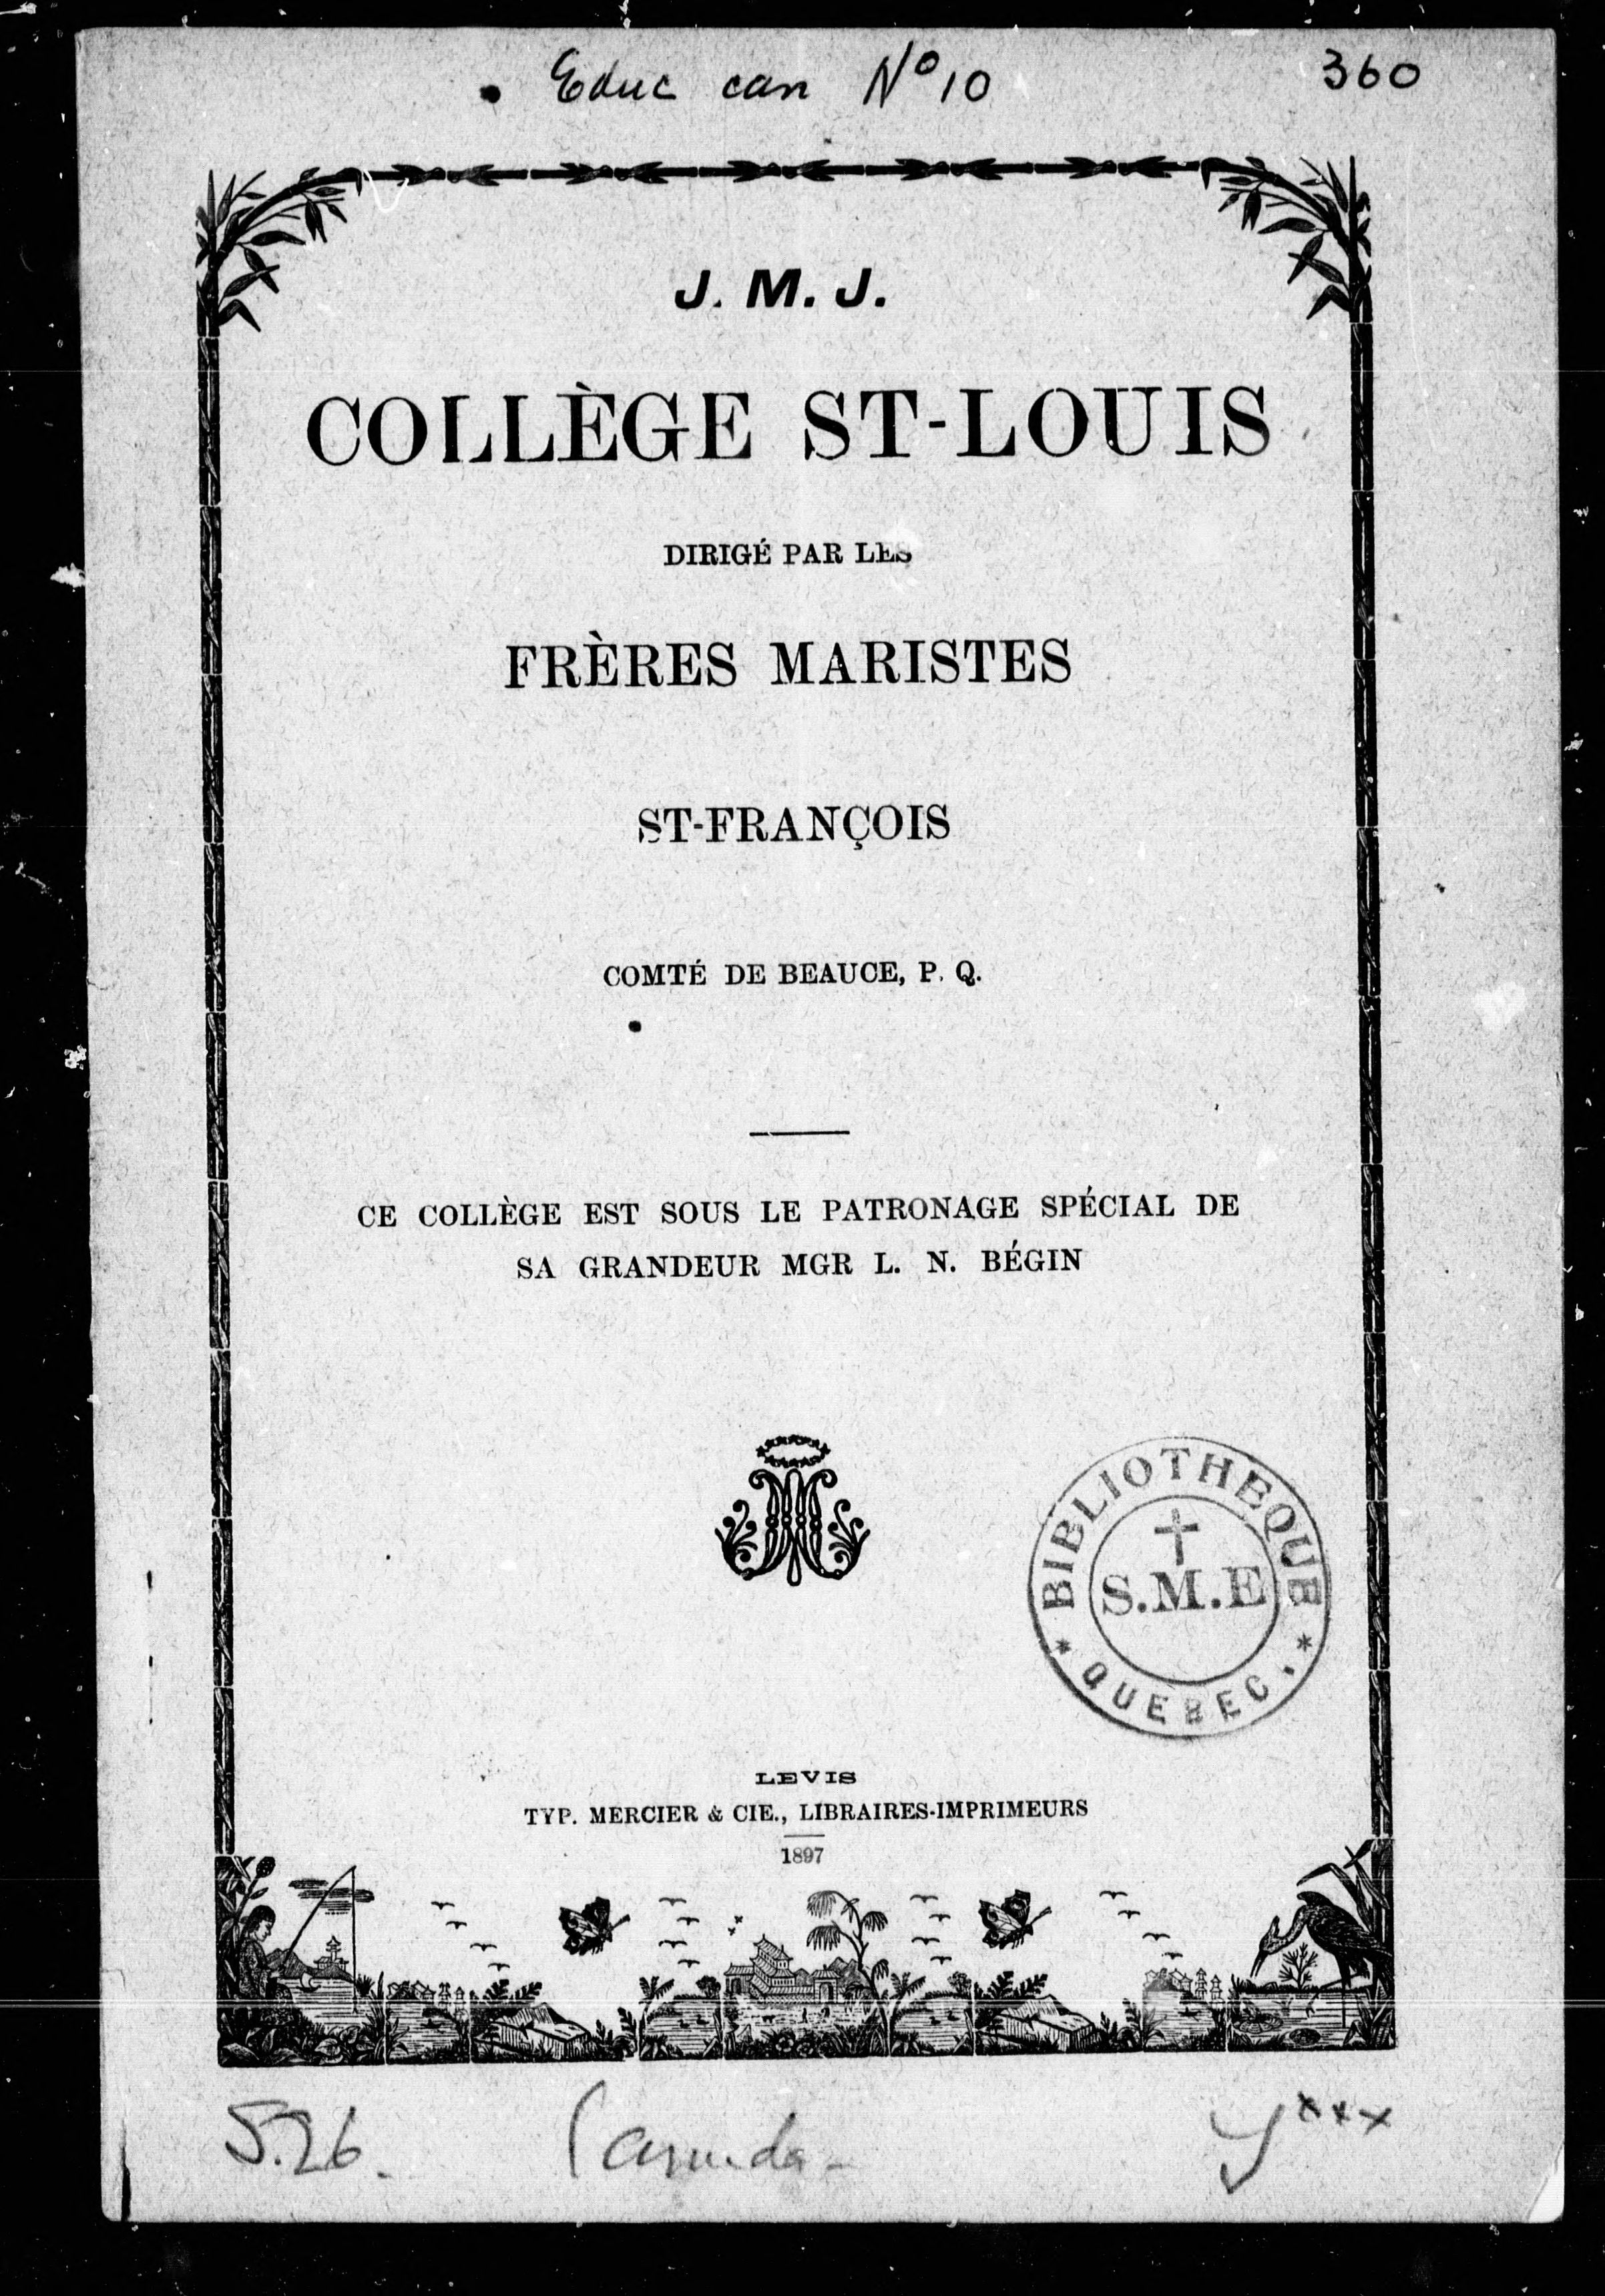 Educ can Nº 10 360
J. M. J.
COLLÈGE ST-LOUIS
DIRIGÉ PAR LES
FRÈRES MARISTES
ST-FRANÇOIS
COMTÉ DE BEAUCE, P. Q.
CE COLLÈGE EST SOUS LE PATRONAGE SPÉCIAL DE
SA GRANDEUR MGR L. N. BÉGIN
BIBLIOTHEQUE
S.M.E
* QUEBEC. *
LEVIS
TYP. MERCIER & CIE., LIBRAIRES-IMPRIMEURS
1897
5.26. Canada